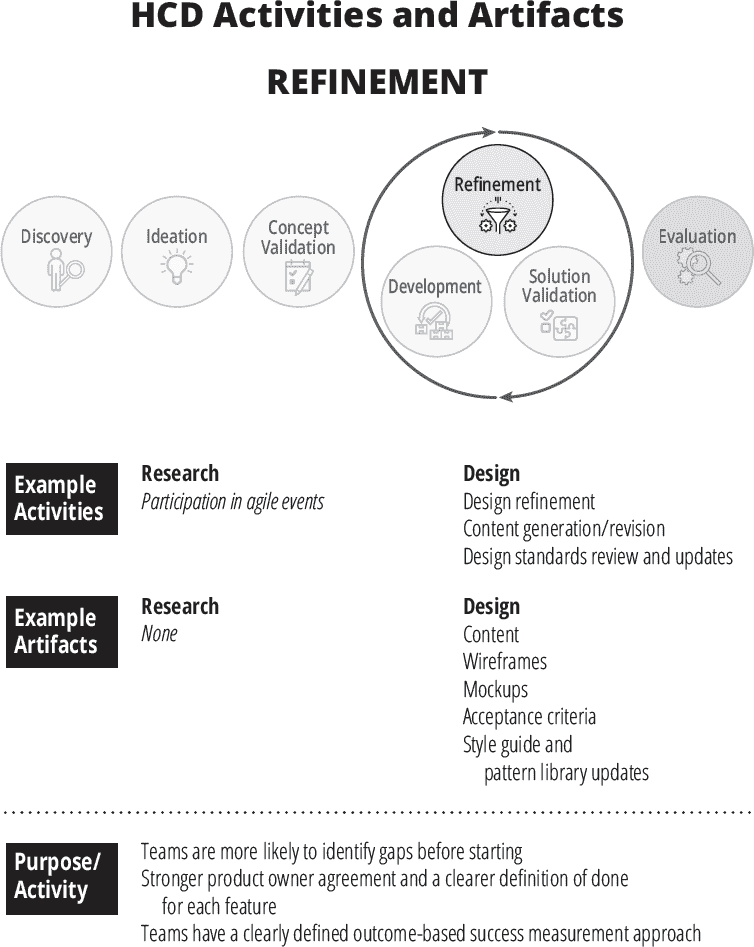 HCD Activities and Artifacts
REFINEMENT
Discovery
Ideation
Concept
Validation
Refinement
Development
Solution
Validation
Evaluation
Example
Activities
Research
Participation in agile events
Design
Design refinement
Content generation/revision
Design standards review and updates
Example
Artifacts
Research
None
Design
Content
Wireframes
Mockups
Acceptance criteria
Style guide and
pattern library updates
Purpose/
Activity
Teams are more likely to identify gaps before starting
Stronger product owner agreement and a clearer definition of done
for each feature
Teams have a clearly defined outcome-based success measurement approach